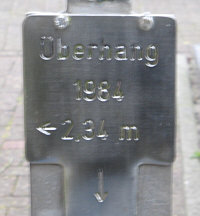 Überhang
1984
← 2,34 m
↓